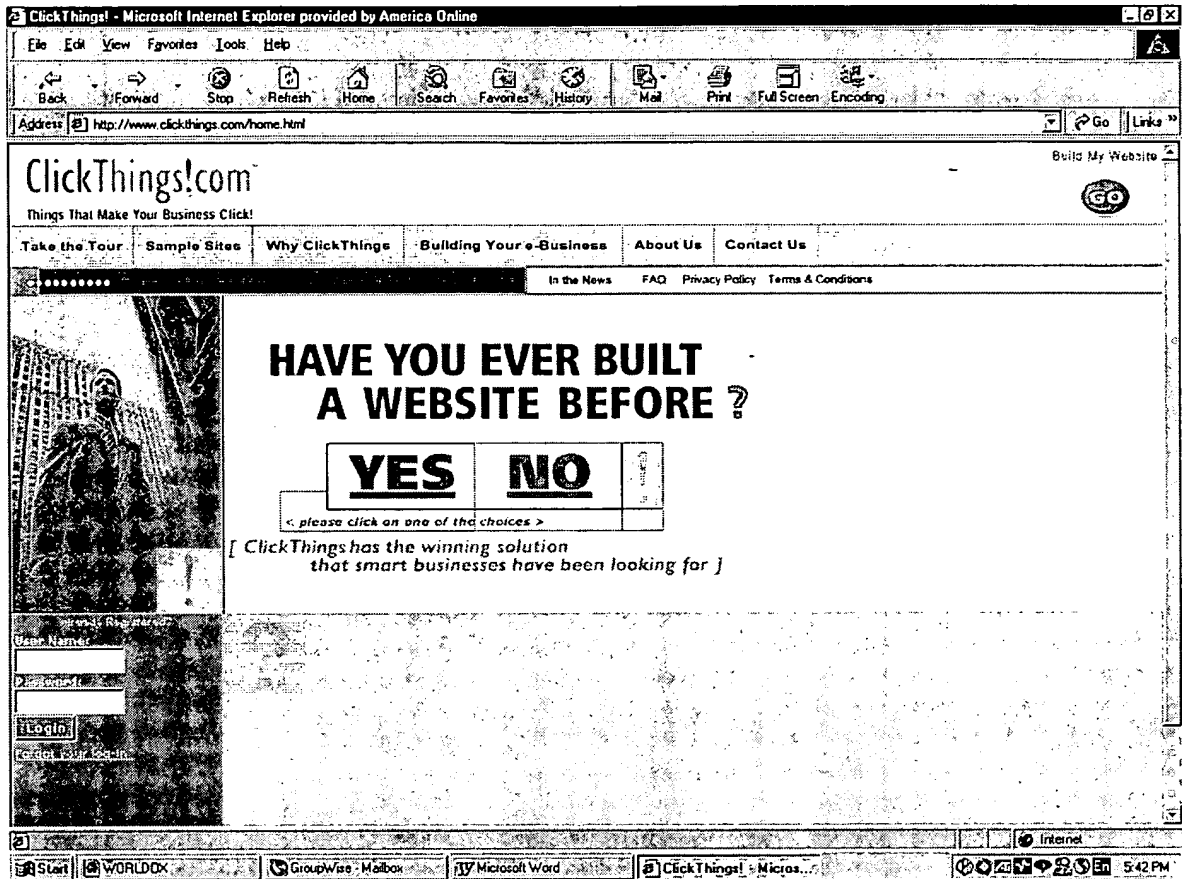 ClickThings! - Microsoft Internet Explorer provided by America Online
File Edit View Favorites Tools Help
Back Forward Stop Refresh Home Search Favorites History Mail Print Full Screen Encoding
Address http://www.clickthings.com/home.html Go Links »
Build My Website
ClickThings!com
GO
Things That Make Your Business Click!
Take the Tour Sample Sites Why ClickThings Building Your e-Business About Us Contact Us
In the News FAQ Privacy Policy Terms & Conditions
HAVE YOU EVER BUILT
A WEBSITE BEFORE ?
YES NO !
< please click on one of the choices >
[ ClickThings has the winning solution
that smart businesses have been looking for ]
!
Registered
User Name:
Password:
Login
Forgot your log-in
Internet
Start WORLDOX GroupWise - Mailbox Microsoft Word ClickThings! - Micros... En 5:42 PM